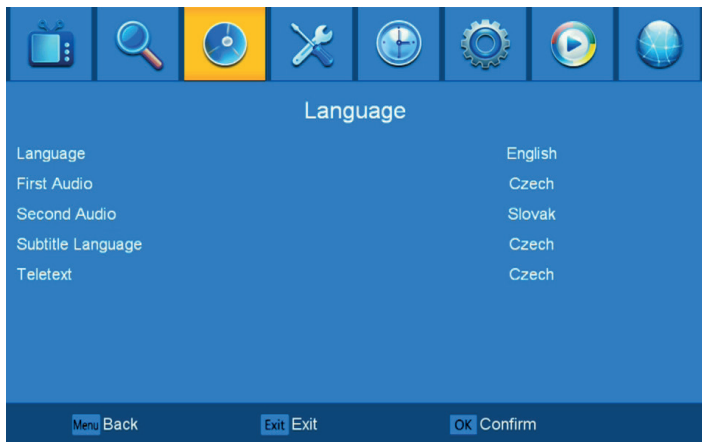 Language
Language English
First Audio Czech
Second Audio Slovak
Subtitle Language Czech
Teletext Czech
Menu Back Exit Exit OK Confirm